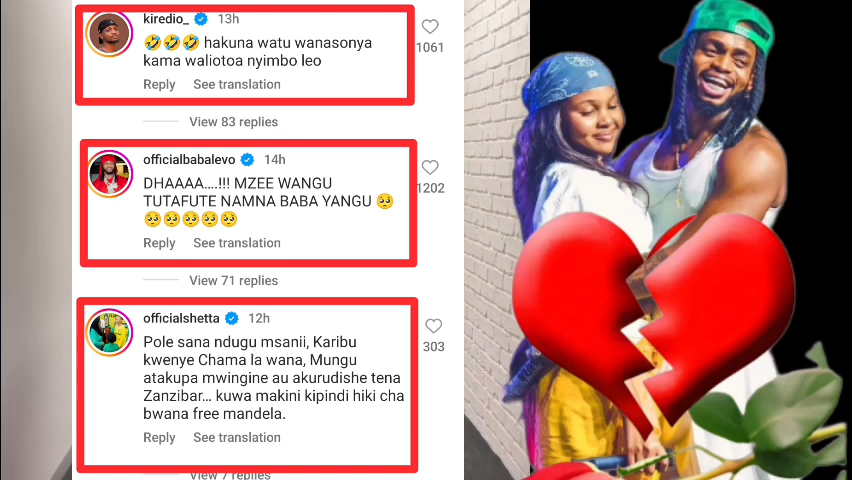 kiredio_ 13h
🤣🤣🤣 hakuna watu wanasonya
kama waliotoa nyimbo leo
1061
Reply See translation
View 83 replies
officialbabalevo 14h
DHAAAA....!!! MZEE WANGU
TUTAFUTE NAMNA BABA YANGU 🥺
🥺🥺🥺🥺🥺
1202
Reply See translation
View 71 replies
officialshetta 12h
Pole sana ndugu msanii, Karibu
kwenye Chama la wana, Mungu
atakupa mwingine au akurudishe tena
Zanzibar... kuwa makini kipindi hiki cha
bwana free mandela.
303
Reply See translation
View 7 replies